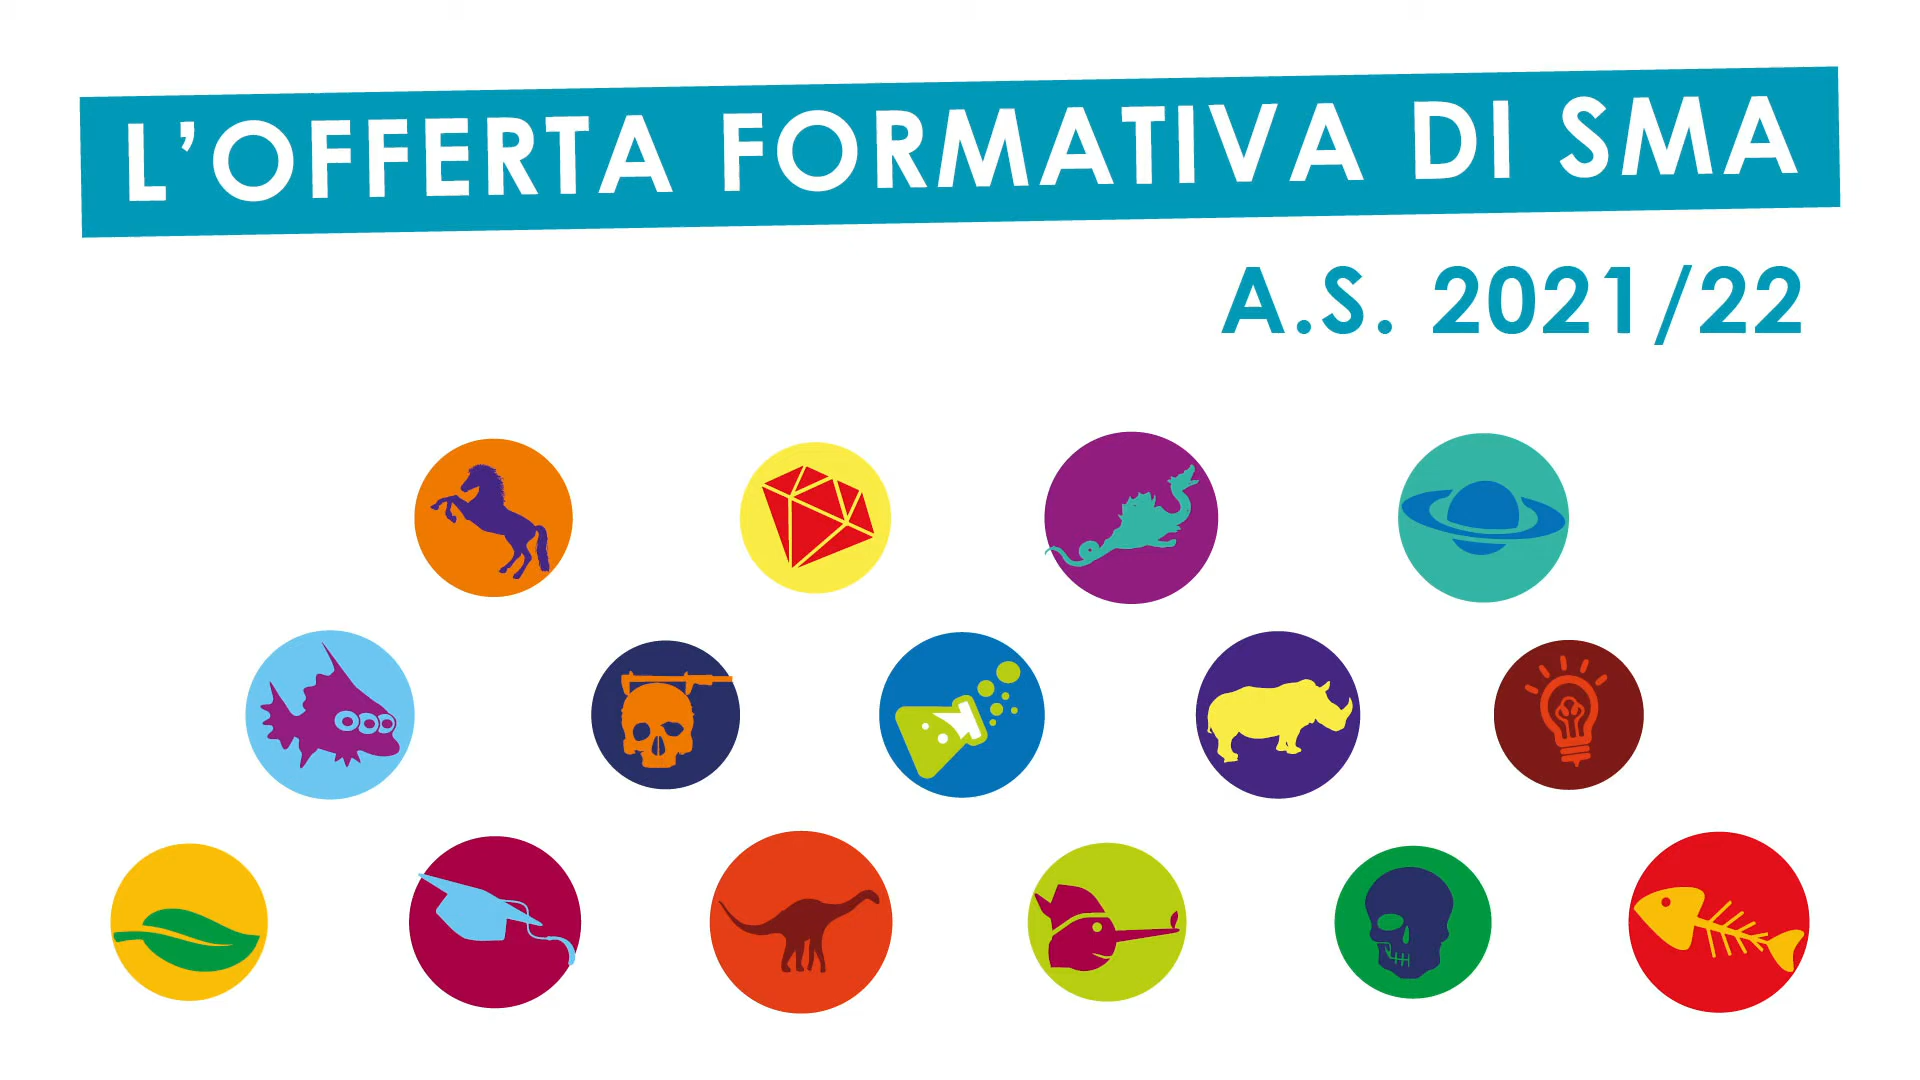 L’OFFERTA FORMATIVA DI SMA
A.S. 2021/22